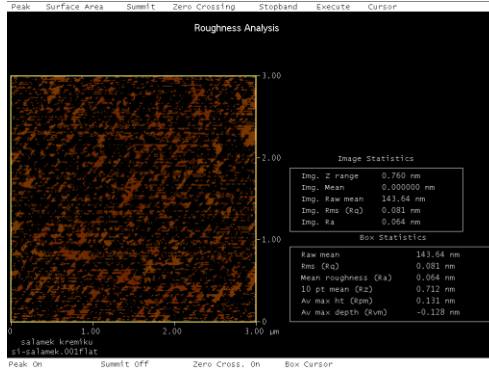 Peak Surface Area Summit Zero Crossing Stopband Execute Cursor
Roughness Analysis
3.00
2.00
1.00
0
0 1.00 2.00 3.00 µm
salamek kremiku
si-salamek.001flat
Image Statistics
Img. Z range 0.760 nm
Img. Mean 0.000000 nm
Img. Raw mean 143.64 nm
Img. Rms (Rq) 0.081 nm
Img. Ra 0.064 nm
Box Statistics
Raw mean 143.64 nm
Rms (Rq) 0.081 nm
Mean roughness (Ra) 0.064 nm
10 pt mean (Rz) 0.712 nm
Av max ht (Rpm) 0.131 nm
Av max depth (Rvm) -0.128 nm
Peak On Summit Off Zero Cross. On Box Cursor